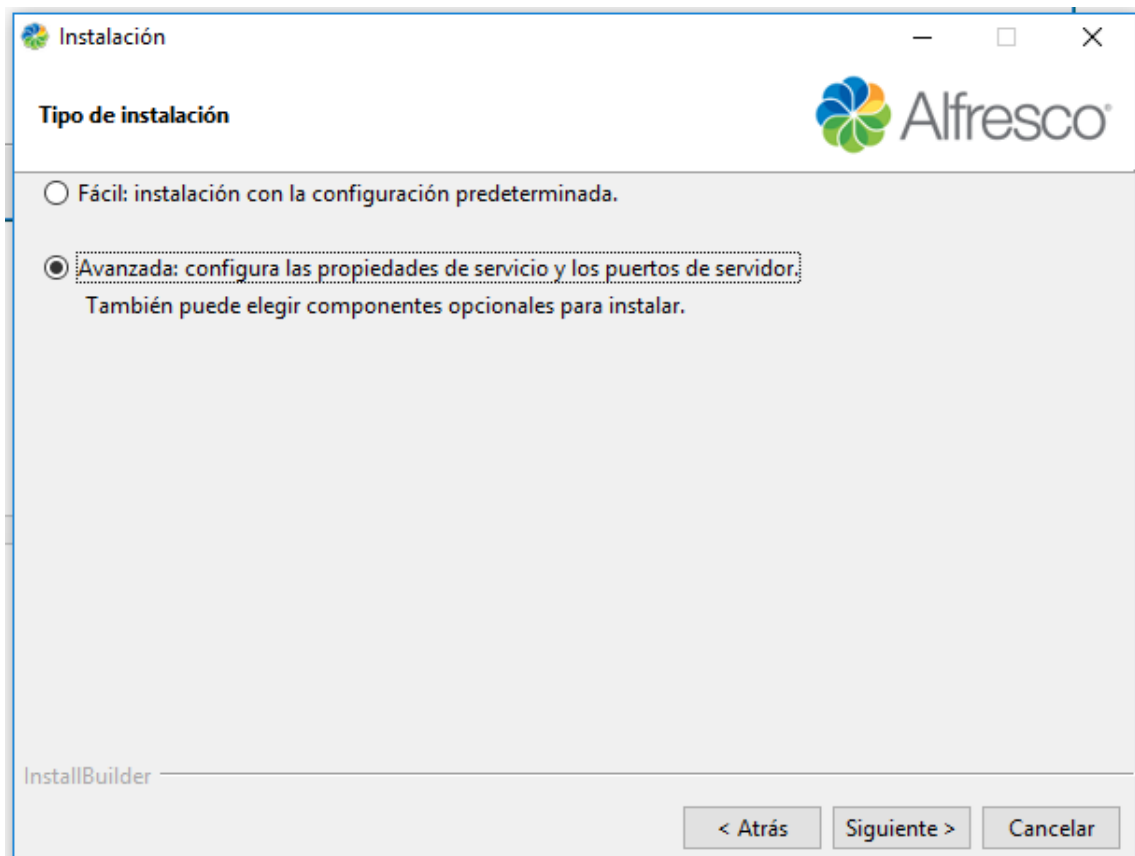 Instalación
Tipo de instalación
Alfresco®
Fácil: instalación con la configuración predeterminada.
Avanzada: configura las propiedades de servicio y los puertos de servidor.
También puede elegir componentes opcionales para instalar.
InstallBuilder
< Atrás
Siguiente >
Cancelar